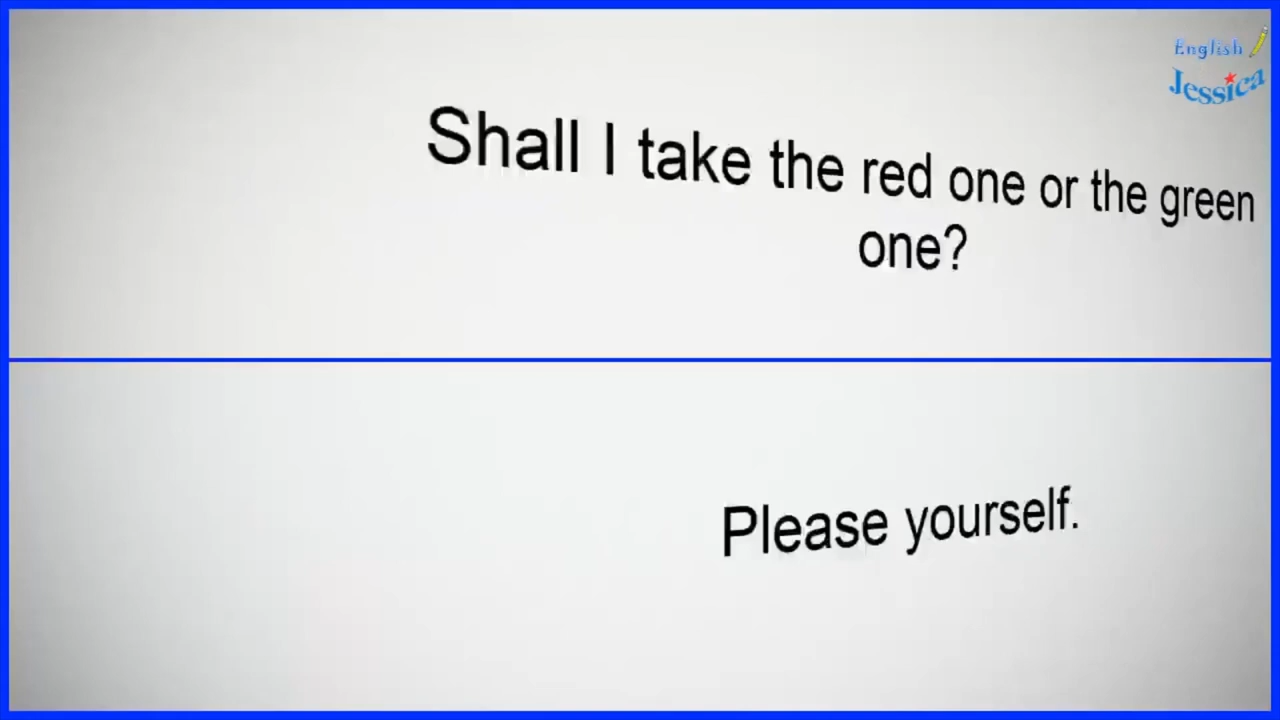 English
Jessica
Shall I take the red one or the green
one?
Please yourself.